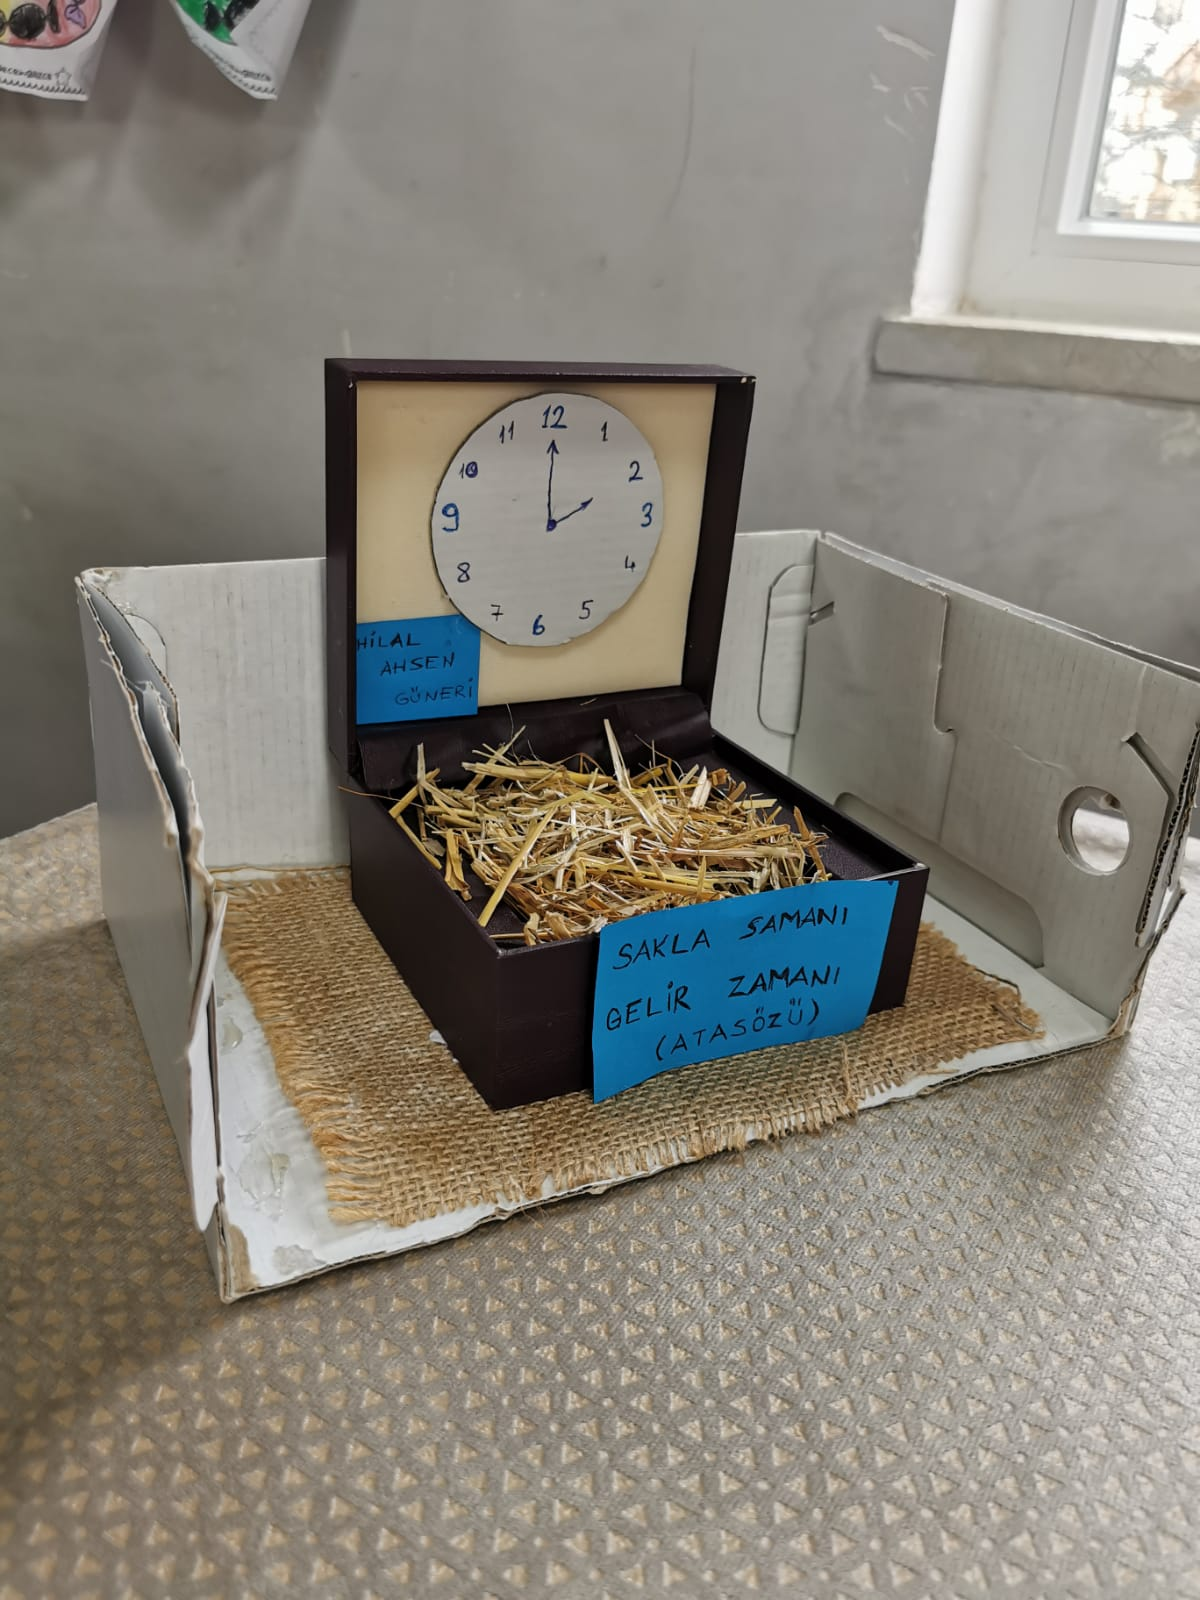 12
11 1
10 2
9 3
8 4
7 5
6
HİLAL
AHSEN
GÜNERİ
SAKLA SAMANI
GELİR ZAMANI
(ATASÖZÜ)